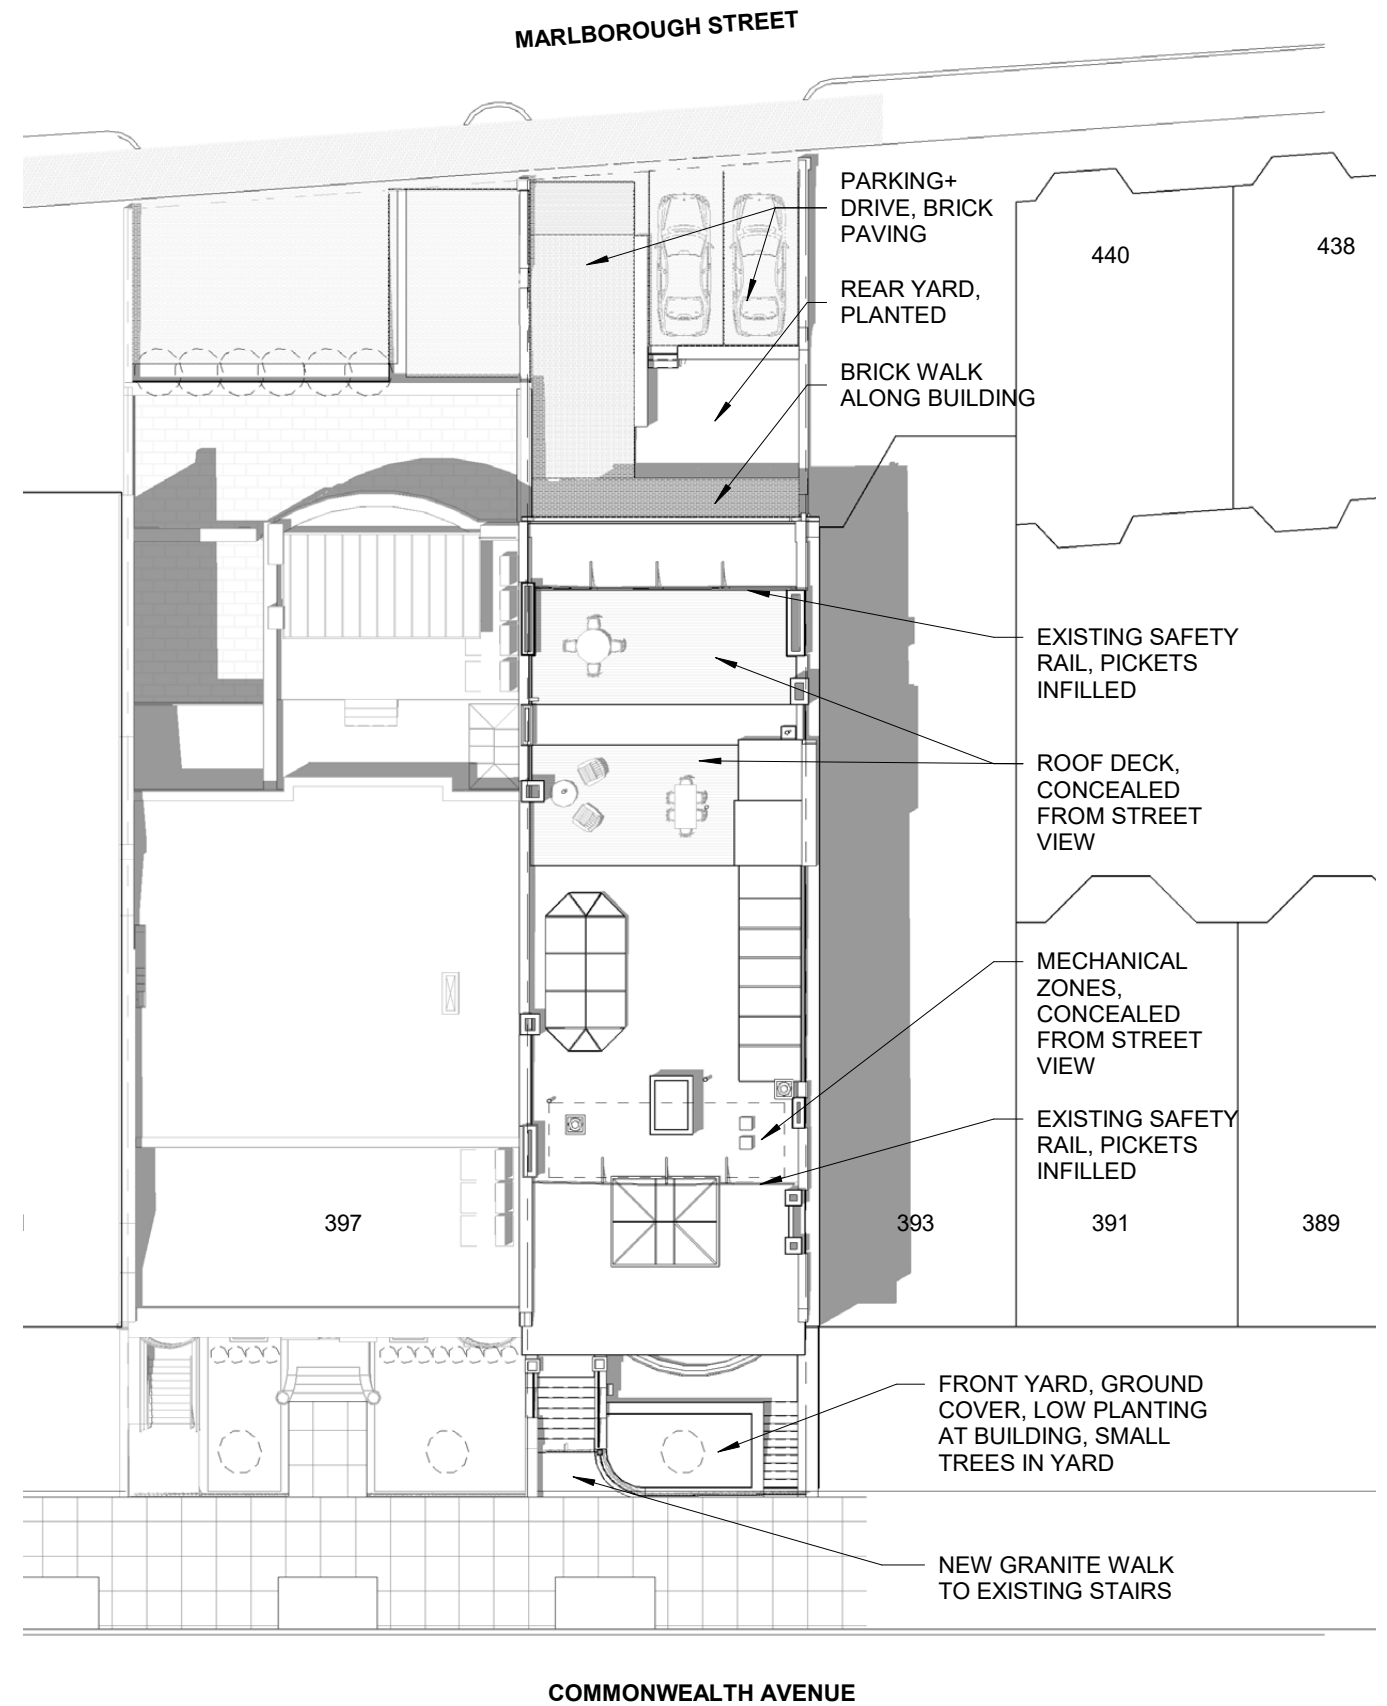 MARLBOROUGH STREET
PARKING+
DRIVE, BRICK
PAVING
440
438
REAR YARD,
PLANTED
BRICK WALK
ALONG BUILDING
EXISTING SAFETY
RAIL, PICKETS
INFILLED
ROOF DECK,
CONCEALED
FROM STREET
VIEW
MECHANICAL
ZONES,
CONCEALED
FROM STREET
VIEW
EXISTING SAFETY
RAIL, PICKETS
INFILLED
397
393
391
389
FRONT YARD, GROUND
COVER, LOW PLANTING
AT BUILDING, SMALL
TREES IN YARD
NEW GRANITE WALK
TO EXISTING STAIRS
COMMONWEALTH AVENUE